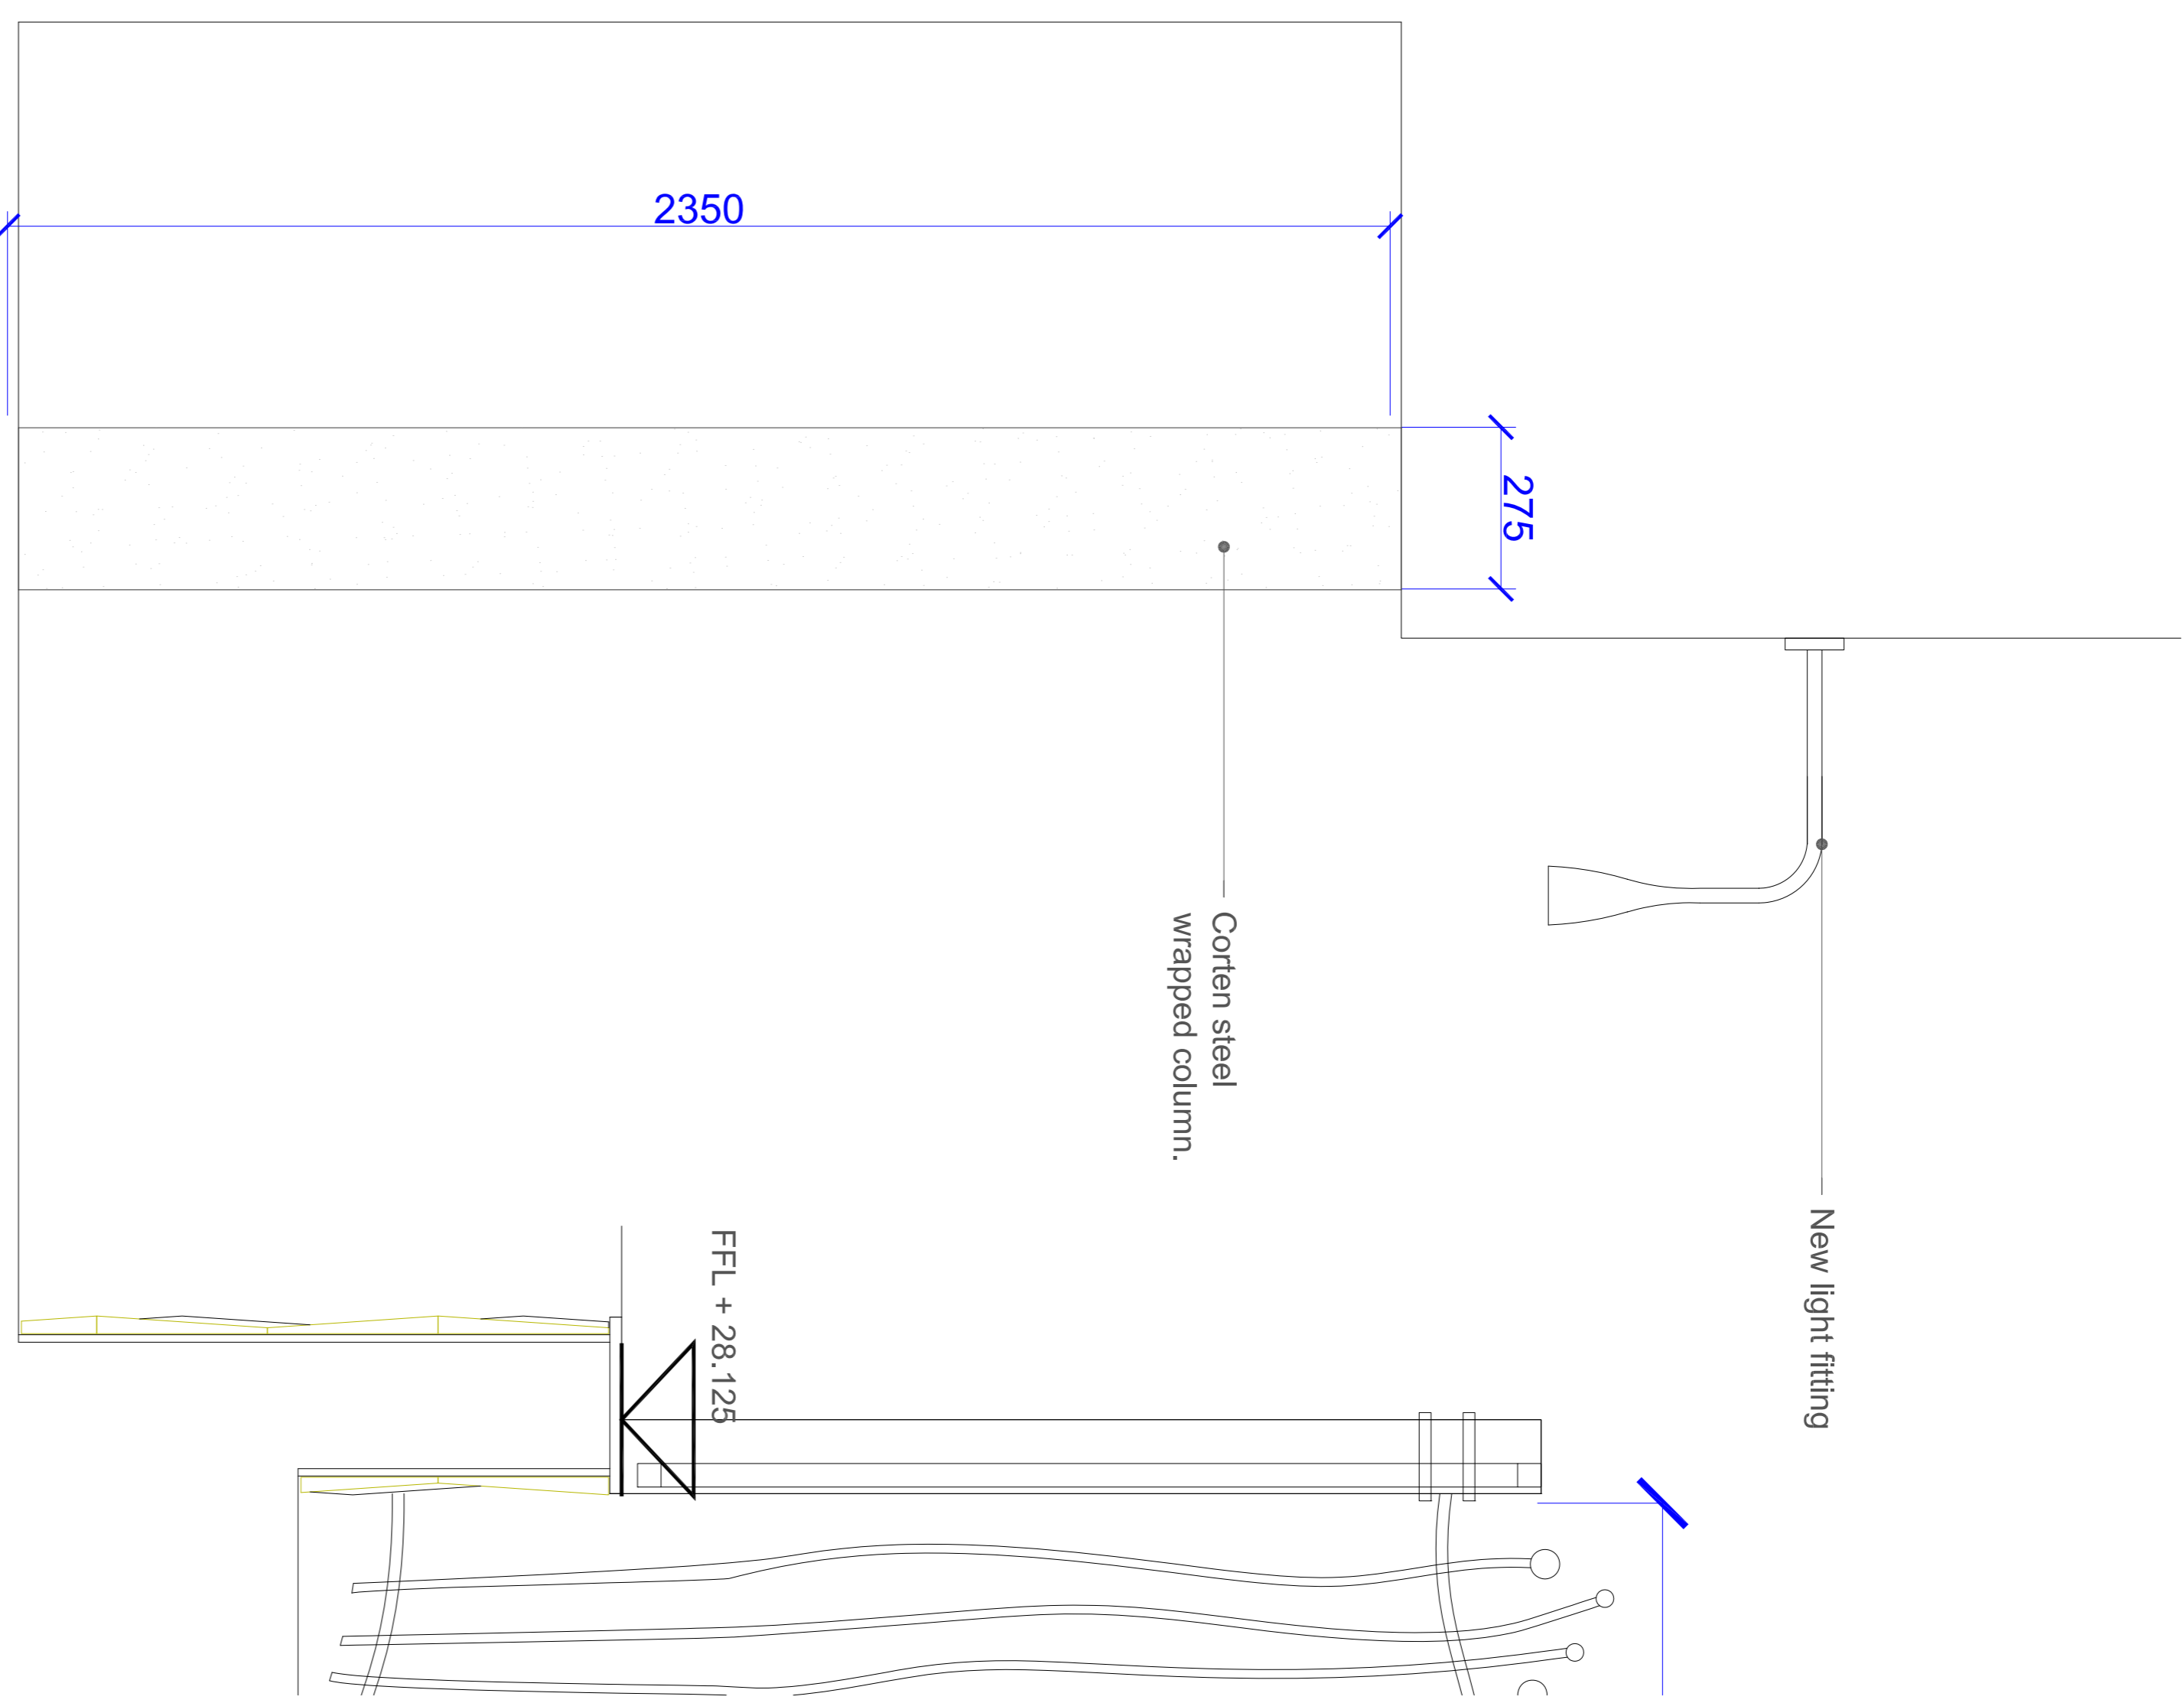 2350
275
Corten steel
wrapped column.
New light fitting
FFL + 28.125